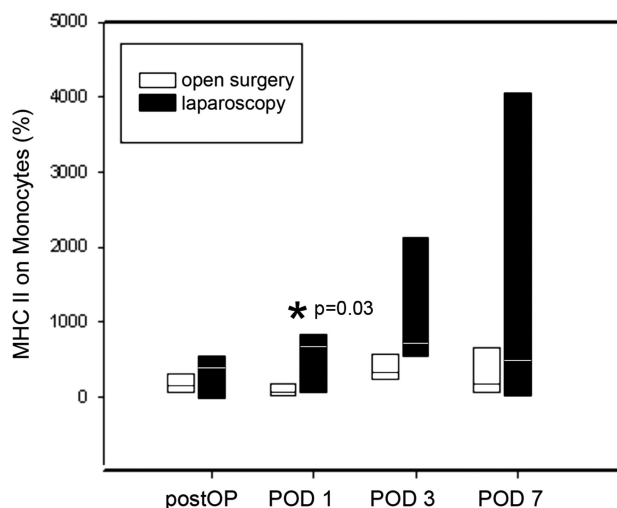 5000
4000
3000
2000
1000
0
MHC II on Monocytes (%)
open surgery
laparoscopy
* p=0.03
postOP POD 1 POD 3 POD 7